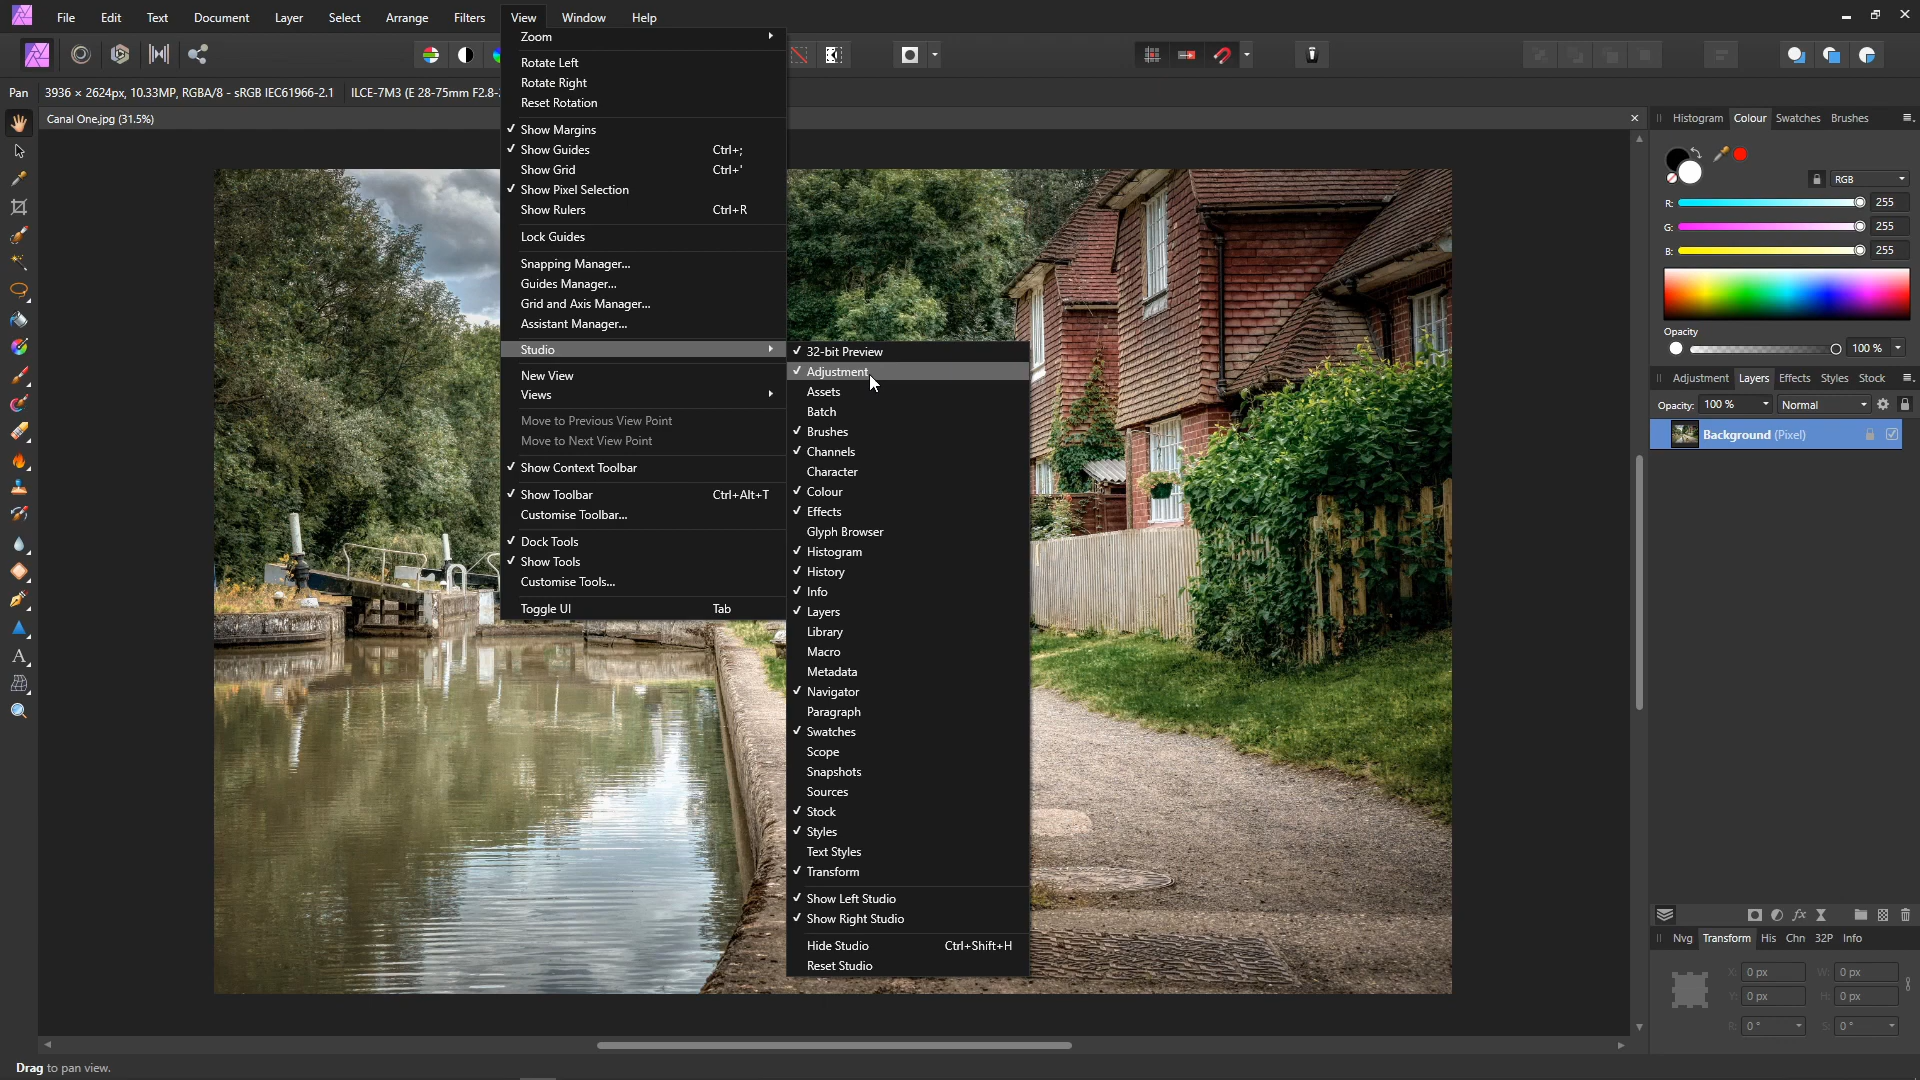 File Edit Text Document Layer Select Arrange Filters View Window Help
Pan 3936 × 2624px, 10.33MP, RGBA/8 - sRGB IEC61966-2.1 ILCE-7M3 (E 28-75mm F2.8-
Canal One.jpg (31.5%)
Zoom
Rotate Left
Rotate Right
Reset Rotation
Show Margins
Show Guides Ctrl+;
Show Grid Ctrl+'
Show Pixel Selection
Show Rulers Ctrl+R
Lock Guides
Snapping Manager...
Guides Manager...
Grid and Axis Manager...
Assistant Manager...
Studio
New View
Views
Move to Previous View Point
Move to Next View Point
Show Context Toolbar
Show Toolbar Ctrl+Alt+T
Customise Toolbar...
Dock Tools
Show Tools
Customise Tools...
Toggle UI Tab
32-bit Preview
Adjustment
Assets
Batch
Brushes
Channels
Character
Colour
Effects
Glyph Browser
Histogram
History
Info
Layers
Library
Macro
Metadata
Navigator
Paragraph
Swatches
Scope
Snapshots
Sources
Stock
Styles
Text Styles
Transform
Show Left Studio
Show Right Studio
Hide Studio Ctrl+Shift+H
Reset Studio
Histogram Colour Swatches Brushes
RGB
R: 255
G: 255
B: 255
Opacity
100 %
Adjustment Layers Effects Styles Stock
Opacity: 100 % Normal
Background (Pixel)
Nvg Transform His Chn 32P Info
X: 0 px W: 0 px
Y: 0 px H: 0 px
R: 0 ° S: 0 °
Drag to pan view.